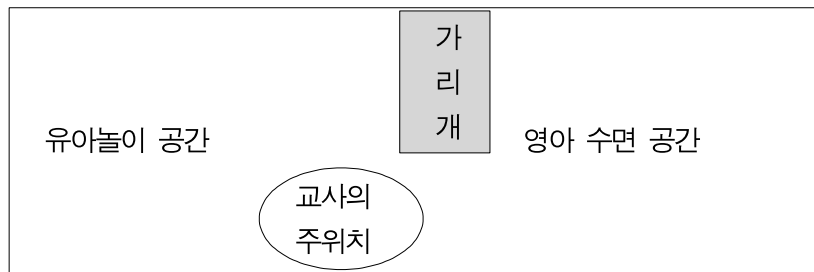 가
리
개
유아놀이 공간
영아 수면 공간
교사의
주위치